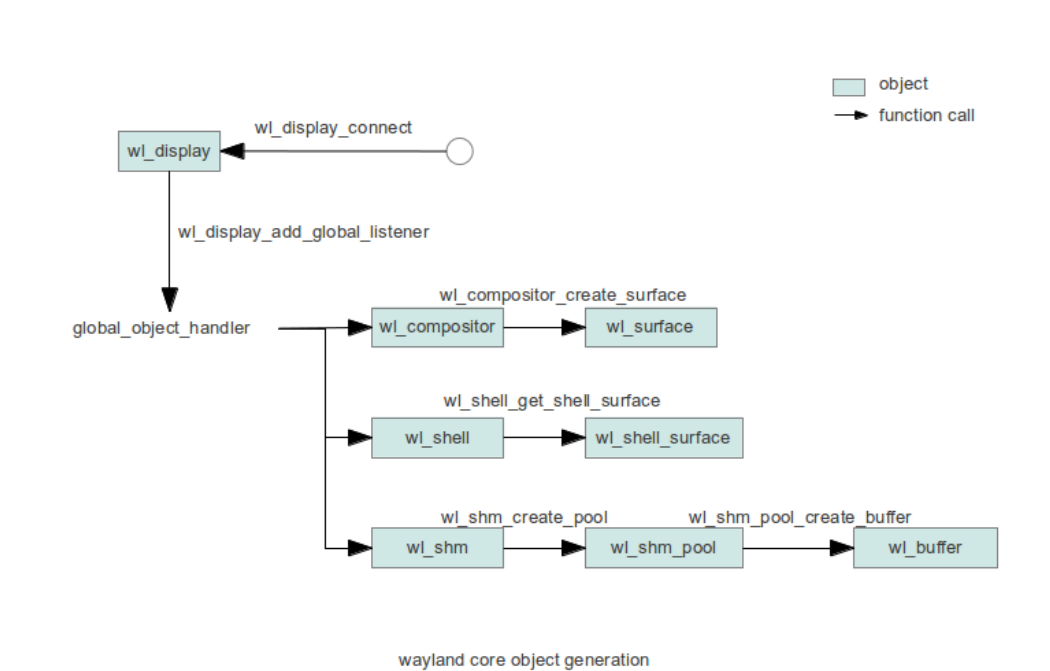 object
function call
wl_display_connect
wl_display
wl_display_add_global_listener
global_object_handler
wl_compositor_create_surface
wl_compositor
wl_surface
wl_shell_get_shell_surface
wl_shell
wl_shell_surface
wl_shm_create_pool
wl_shm_pool_create_buffer
wl_shm
wl_shm_pool
wl_buffer
wayland core object generation